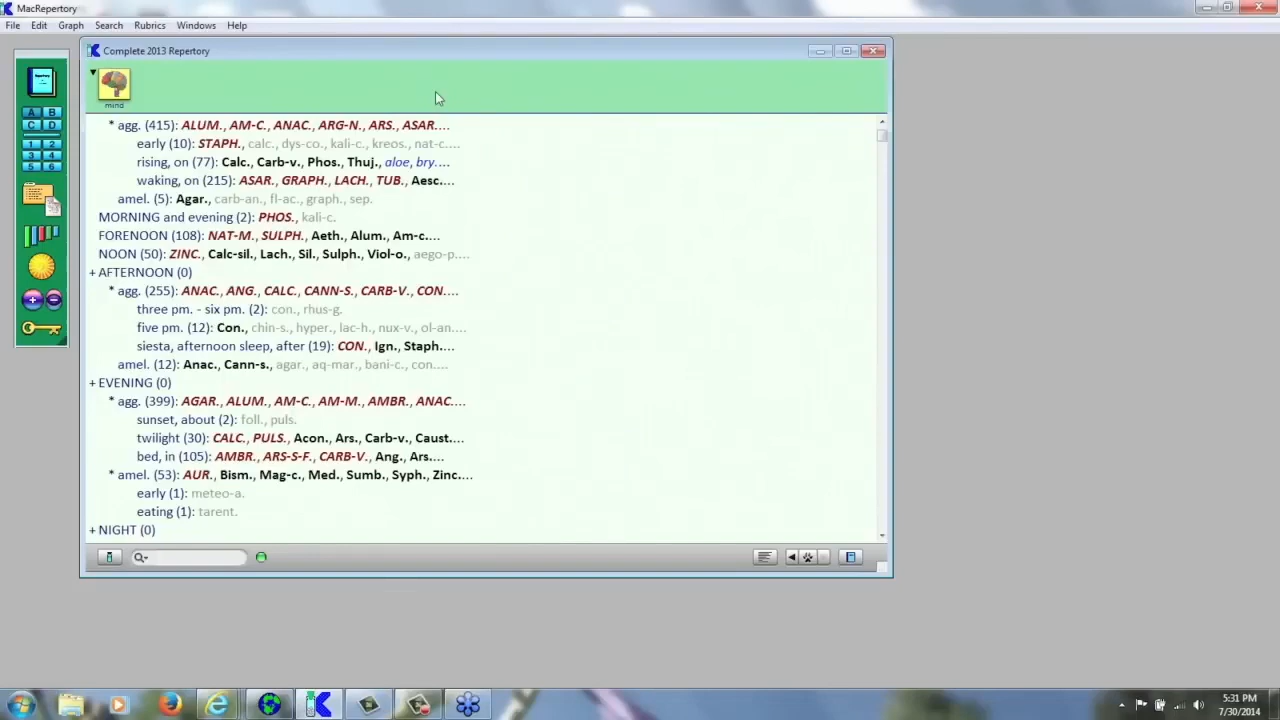 MacRepertory
File Edit Graph Search Rubrics Windows Help
Complete 2013 Repertory
mind
* agg. (415): ALUM., AM-C., ANAC., ARG-N., ARS., ASAR....
early (10): STAPH., calc., dys-co., kali-c., kreos., nat-c....
rising, on (77): Calc., Carb-v., Phos., Thuj., aloe, bry....
waking, on (215): ASAR., GRAPH., LACH., TUB., Aesc....
amel. (5): Agar., carb-an., fl-ac., graph., sep.
MORNING and evening (2): PHOS., kali-c.
FORENOON (108): NAT-M., SULPH., Aeth., Alum., Am-c....
NOON (50): ZINC., Calc-sil., Lach., Sil., Sulph., Viol-o., aego-p....
+ AFTERNOON (0)
* agg. (255): ANAC., ANG., CALC., CANN-S., CARB-V., CON....
three pm. - six pm. (2): con., rhus-g.
five pm. (12): Con., chin-s., hyper., lac-h., nux-v., ol-an....
siesta, afternoon sleep, after (19): CON., Ign., Staph....
amel. (12): Anac., Cann-s., agar., aq-mar., bani-c., con....
+ EVENING (0)
* agg. (399): AGAR., ALUM., AM-C., AM-M., AMBR., ANAC....
sunset, about (2): foll., puls.
twilight (30): CALC., PULS., Acon., Ars., Carb-v., Caust....
bed, in (105): AMBR., ARS-S-F., CARB-V., Ang., Ars....
* amel. (53): AUR., Bism., Mag-c., Med., Sumb., Syph., Zinc....
early (1): meteo-a.
eating (1): tarent.
+ NIGHT (0)
A B
C D
1 2
3 4
5 6
5:31 PM
7/30/2014